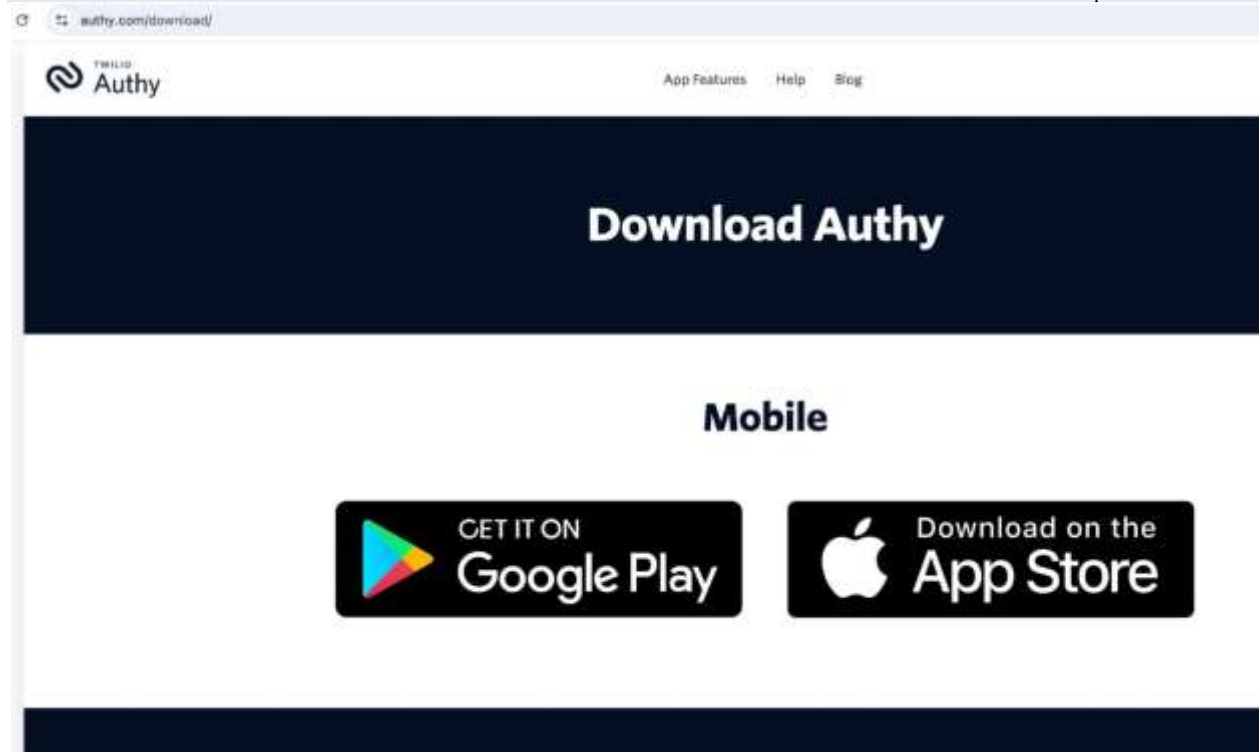 authy.com/download/
TWILIO
Authy
App Features Help Blog
Download Authy
Mobile
GET IT ON
Google Play
Download on the
App Store